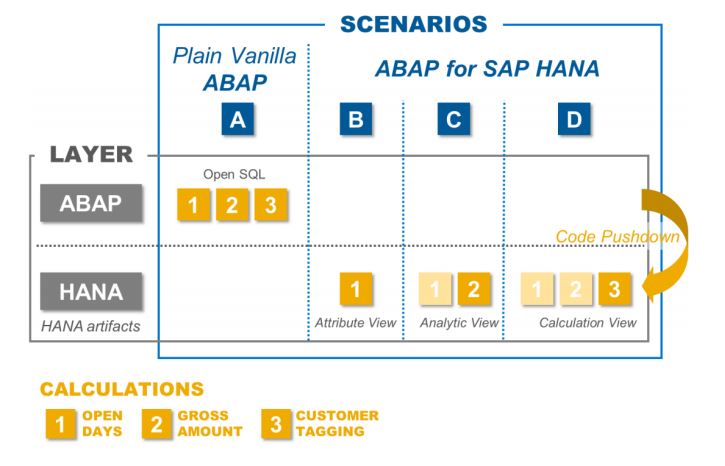 SCENARIOS
Plain Vanilla
ABAP
ABAP for SAP HANA
A
B
C
D
LAYER
ABAP
Open SQL
1 2 3
Code Pushdown
HANA
HANA artifacts
1
Attribute View
1 2
Analytic View
1 2 3
Calculation View
CALCULATIONS
1 OPEN
DAYS
2 GROSS
AMOUNT
3 CUSTOMER
TAGGING